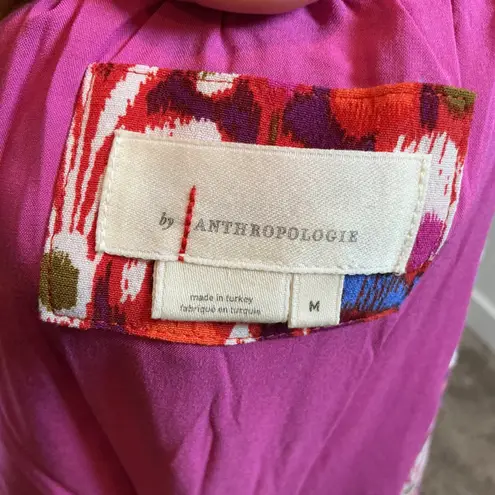 by ANTHROPOLOGIE
made in turkey
fabriqué en turquie
M